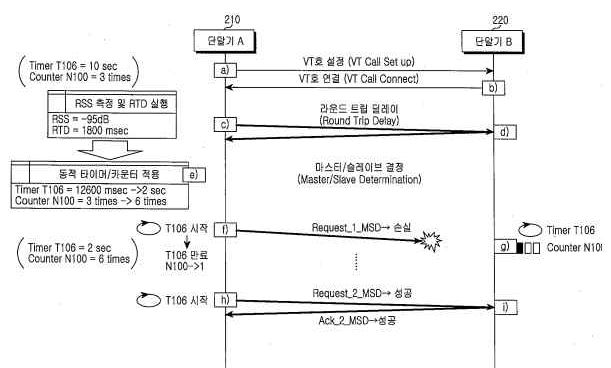 210
220
단말기 A
단말기 B
Timer T106 = 10 sec
Counter N100 = 3 times
a)
VT호 설정 (VT Call Set up)
VT호 연결 (VT Call Connect)
b)
RSS 측정 및 RTD 실행
RSS = -95dB
RTD = 1800 msec
c)
라운드 트립 딜레이
(Round Trip Delay)
d)
동적 타이머/카운터 적용
e)
Timer T106 = 12600 msec ->2 sec
Counter N100 = 3 times -> 6 times
마스터/슬레이브 결정
(Master/Slave Determination)
T106 시작
f)
Request_1_MSD→ 손실
Timer T106
Timer T106 = 2 sec
Counter N100 = 6 times
T106 만료
N100->1
g)
Counter N100
T106 시작
h)
Request_2_MSD→ 성공
i)
Ack_2_MSD→성공